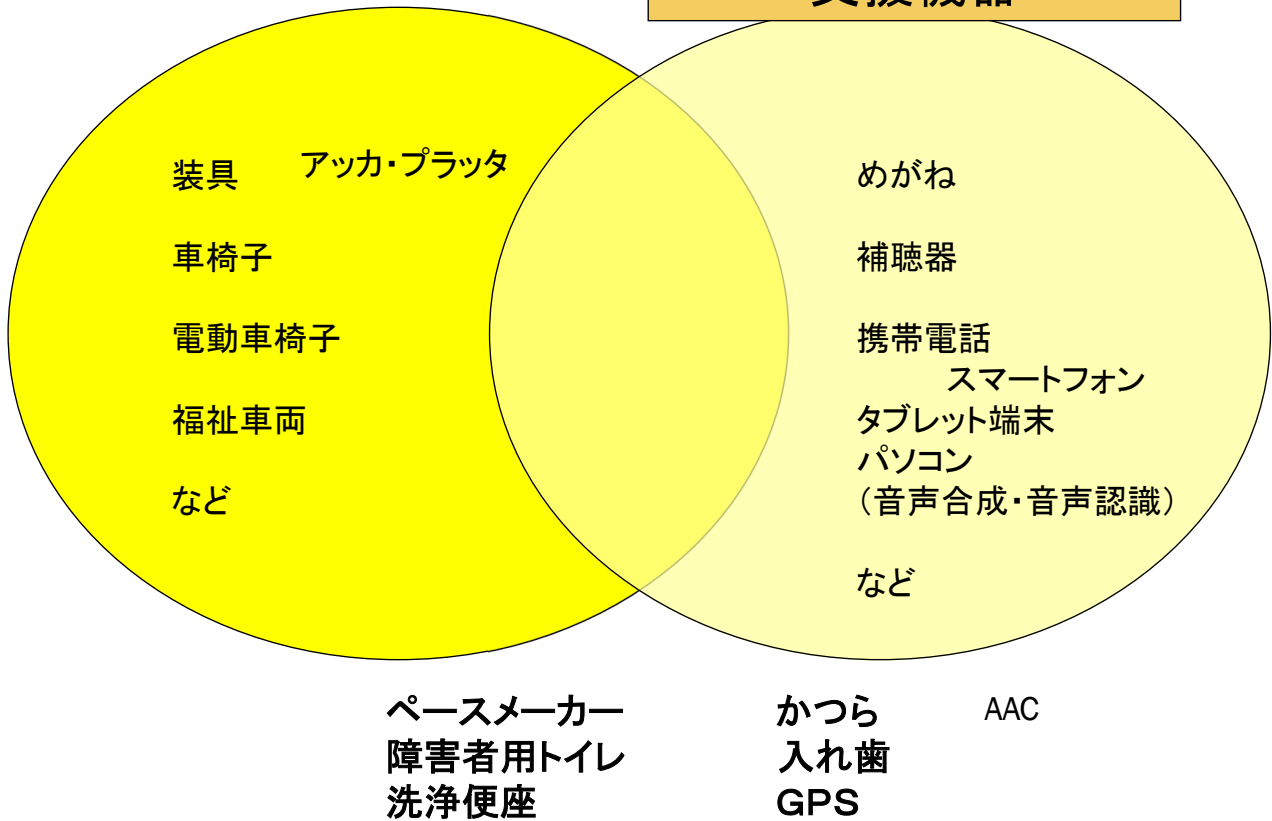 支援機器
装具
アッカ・プラッタ
車椅子
電動車椅子
福祉車両
など
めがね
補聴器
携帯電話
スマートフォン
タブレット端末
パソコン
（音声合成・音声認識）
など
ペースメーカー
障害者用トイレ
洗浄便座
かつら
入れ歯
GPS
AAC